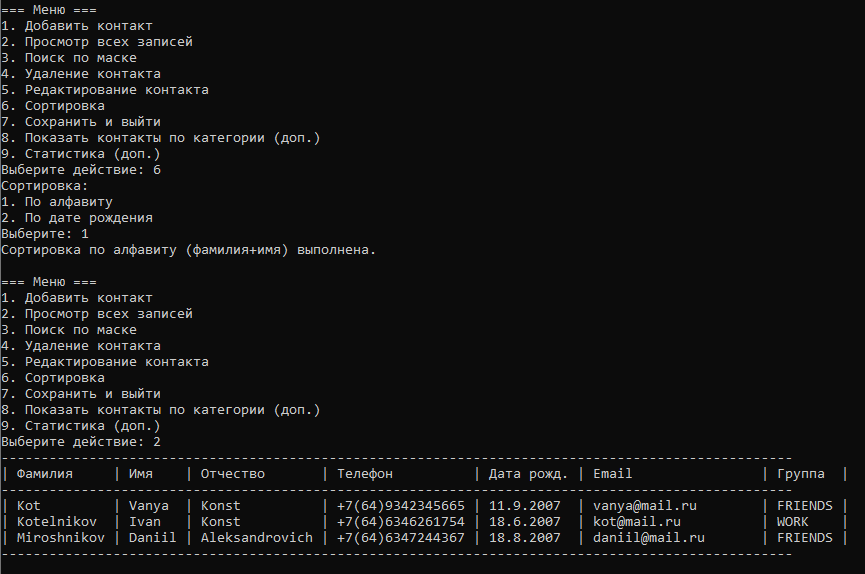 === Меню ===
1. Добавить контакт
2. Просмотр всех записей
3. Поиск по маске
4. Удаление контакта
5. Редактирование контакта
6. Сортировка
7. Сохранить и выйти
8. Показать контакты по категории (доп.)
9. Статистика (доп.)
Выберите действие: 6
Сортировка:
1. По алфавиту
2. По дате рождения
Выберите: 1
Сортировка по алфавиту (фамилия+имя) выполнена.

=== Меню ===
1. Добавить контакт
2. Просмотр всех записей
3. Поиск по маске
4. Удаление контакта
5. Редактирование контакта
6. Сортировка
7. Сохранить и выйти
8. Показать контакты по категории (доп.)
9. Статистика (доп.)
Выберите действие: 2
---------------------------------------------------------------------------------------------------
| Фамилия     | Имя    | Отчество       | Телефон         | Дата рожд. | Email                | Группа  |
---------------------------------------------------------------------------------------------------
| Kot         | Vanya  | Konst          | +7(64)9342345665 | 11.9.2007  | vanya@mail.ru        | FRIENDS |
| Kotelnikov  | Ivan   | Konst          | +7(64)6346261754 | 18.6.2007  | kot@mail.ru          | WORK    |
| Miroshnikov | Daniil | Aleksandrovich | +7(64)6347244367 | 18.8.2007  | daniil@mail.ru       | FRIENDS |
---------------------------------------------------------------------------------------------------